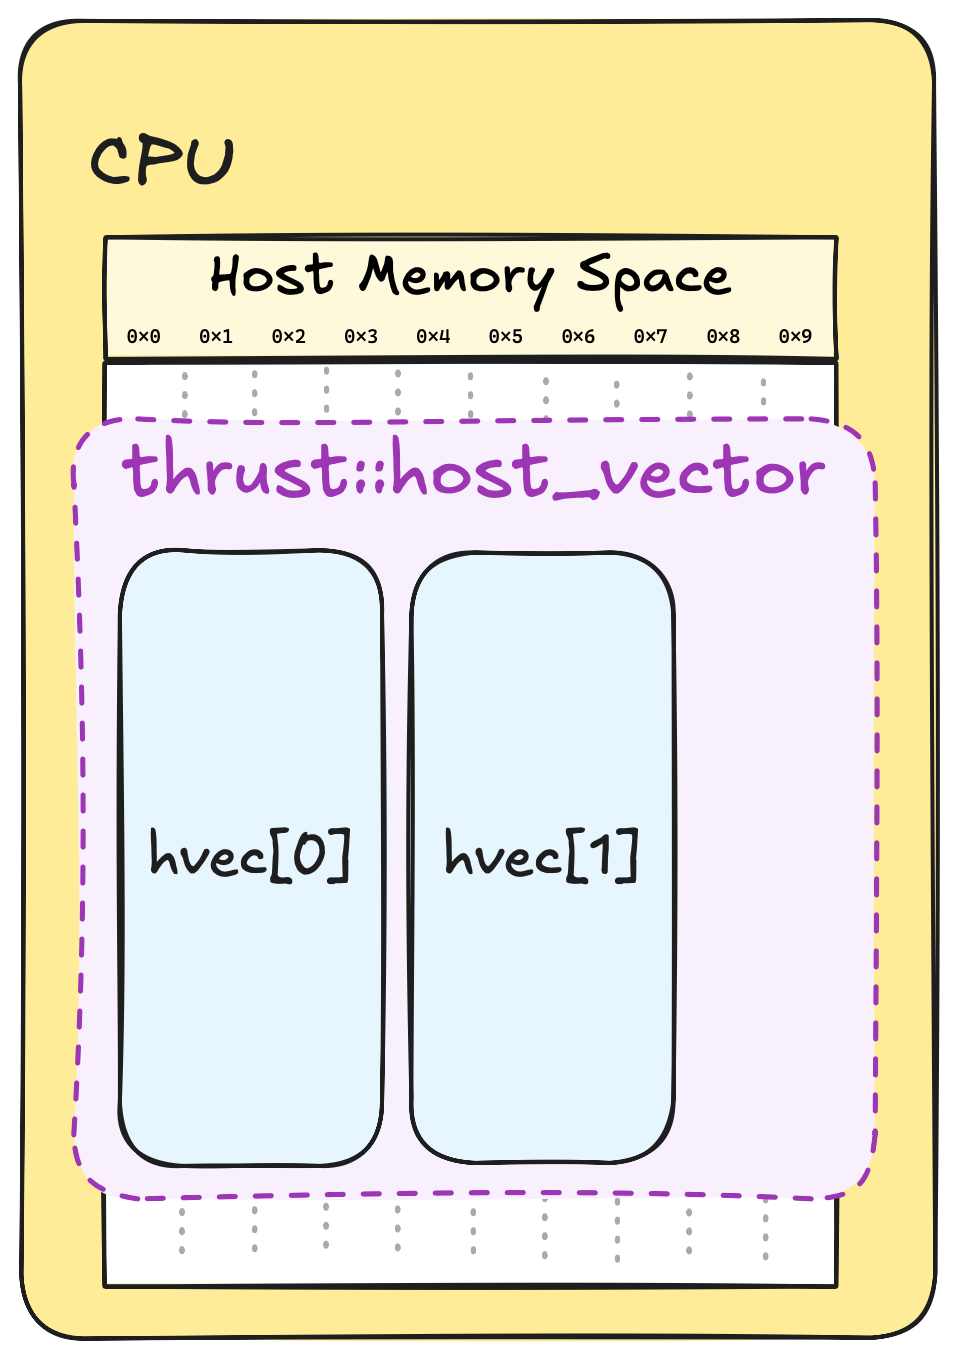 CPU
Host Memory Space
0x0 0x1 0x2 0x3 0x4 0x5 0x6 0x7 0x8 0x9
thrust::host_vector
hvec[0] hvec[1]